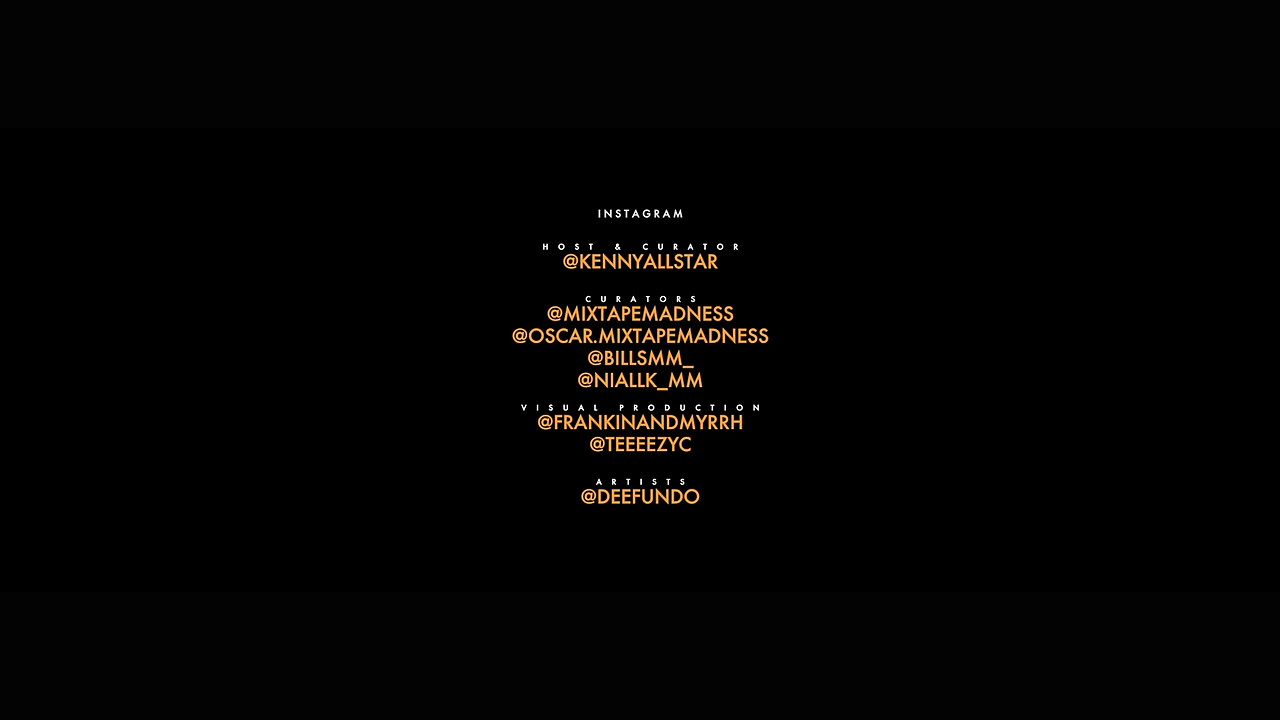 INSTAGRAM
HOST & CURATOR
@KENNYALLSTAR
CURATORS
@MIXTAPEMADNESS
@OSCAR.MIXTAPEMADNESS
@BILLSMM_
@NIALLK_MM
VISUAL PRODUCTION
@FRANKINANDMYRRH
@TEEEEZYC
ARTISTS
@DEEFUNDO